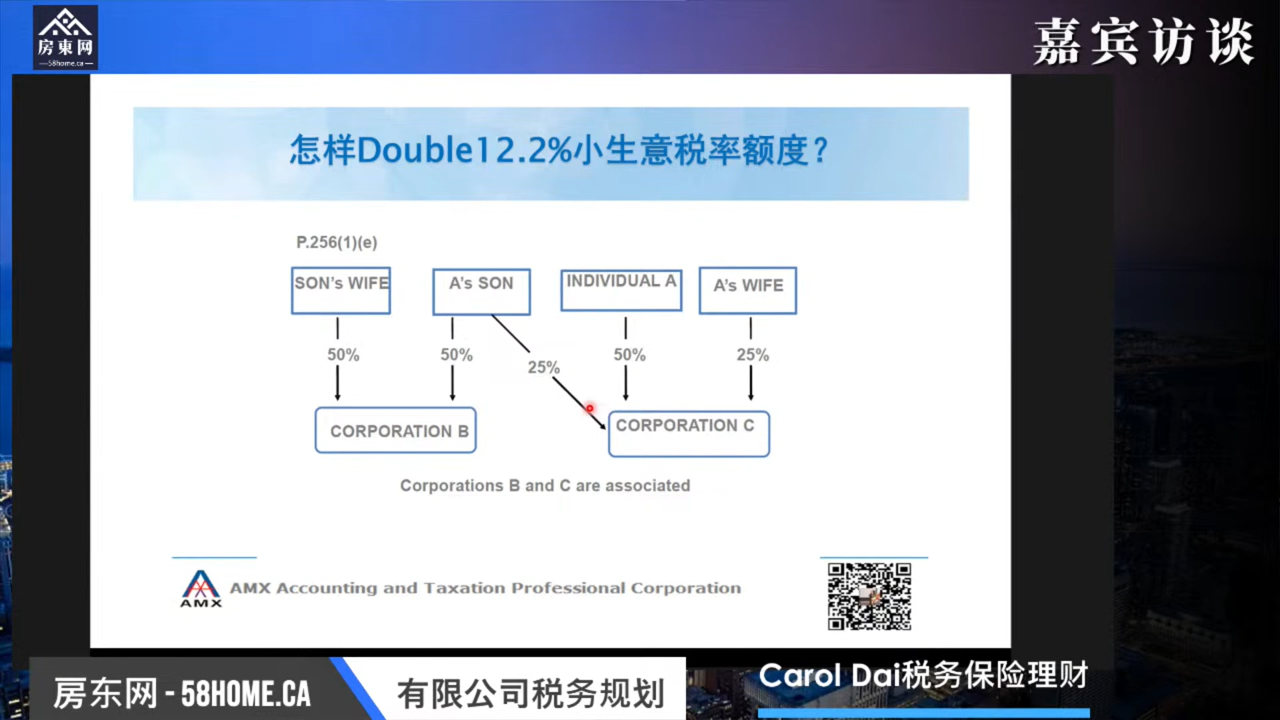 房東网
58home.ca
嘉宾访谈
怎样Double12.2%小生意税率额度？
P.256(1)(e)
SON's WIFE
A's SON
INDIVIDUAL A
A's WIFE
50%
50%
25%
50%
25%
CORPORATION B
CORPORATION C
Corporations B and C are associated
AMX
AMX Accounting and Taxation Professional Corporation
房东网 - 58HOME.CA
有限公司税务规划
Carol Dai税务保险理财